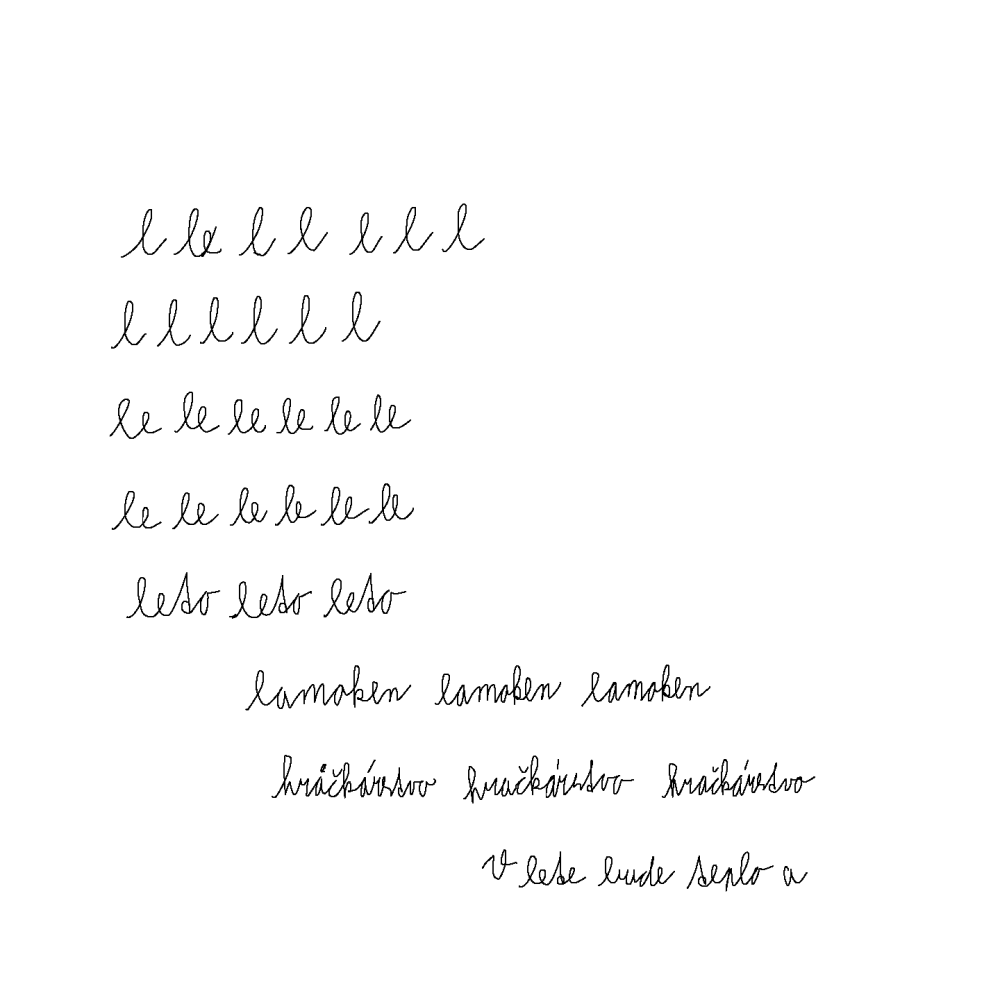 l le l l l l l
l l l l l l
le le le le le le
le le le le le le
leto leto leto
lamoken lamoken lamoken
hračkárstvo hračkárstvo hračkárstvo
V lete bude teplo a